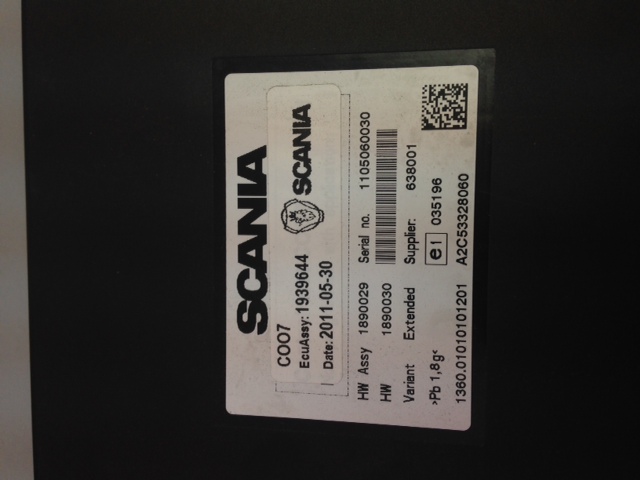 SCANIA
COO7
EcuAssy: 1939644
Date: 2011-05-30
SCANIA
HW Assy 1890029 Serial no. 1105060030
HW 1890030
Variant Extended Supplier: 638001
>Pb 1,8g< e1 035196
1360.01010101201 A2C53328060